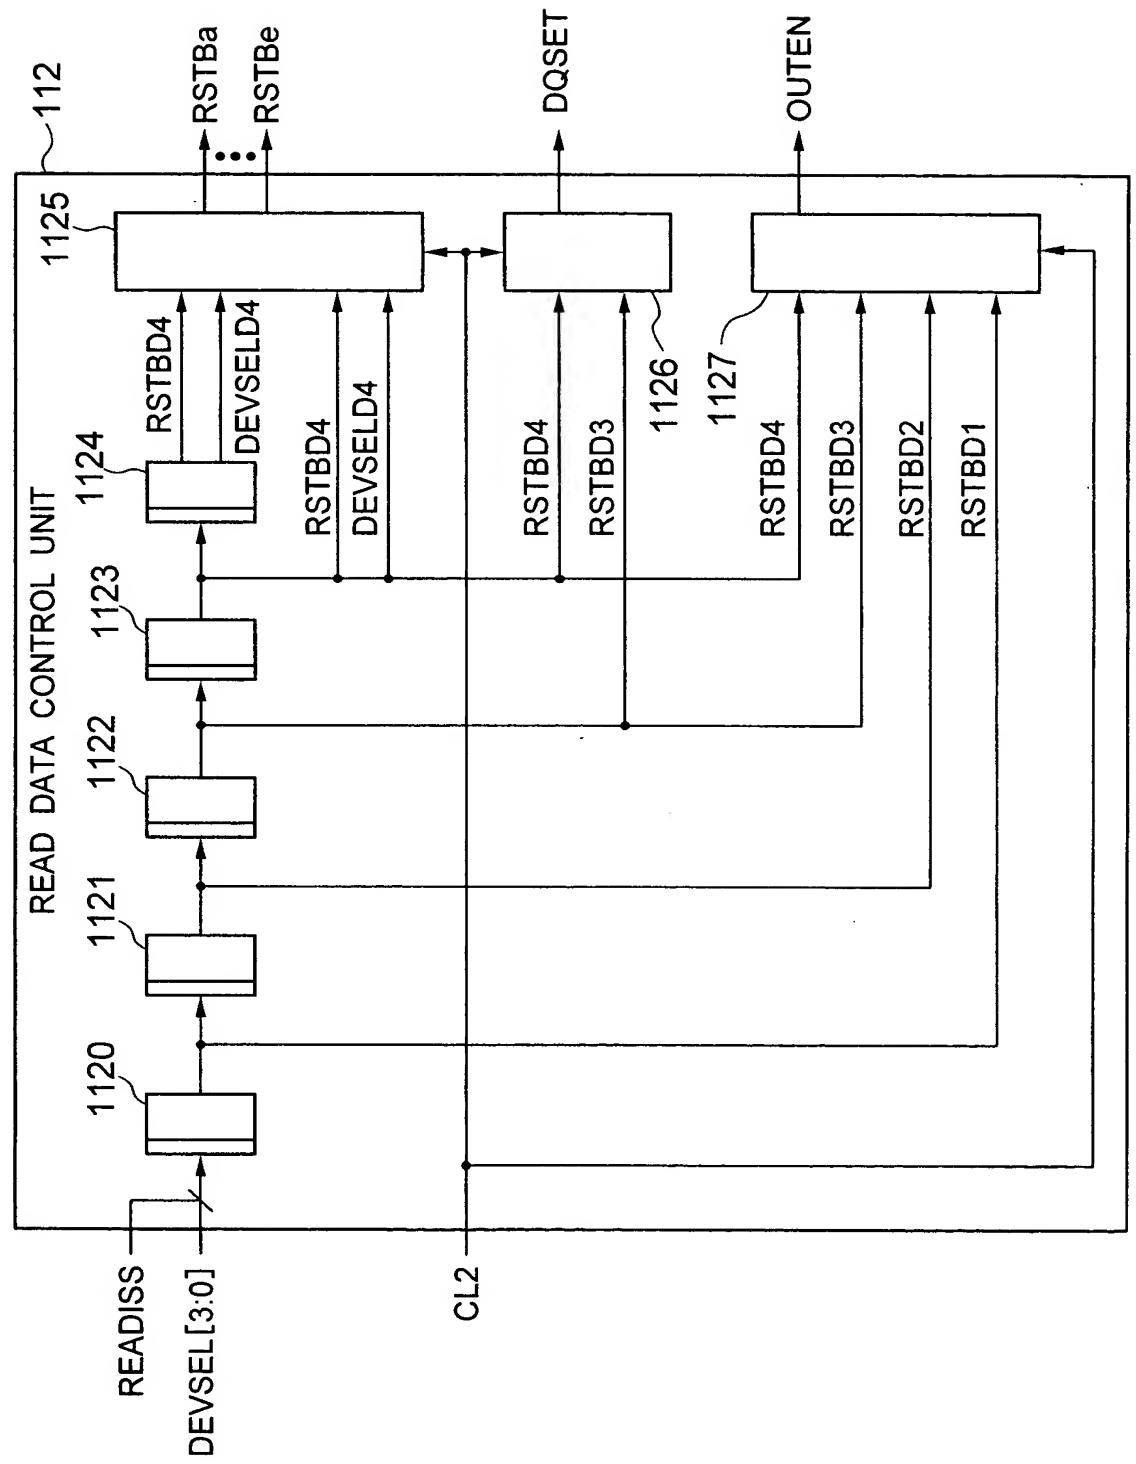 READ DATA CONTROL UNIT
112
READISS
DEVSEL[3:0]
CL2
1120
1121
1122
1123
1124
RSTBD4
DEVSELD4
RSTBD4
DEVSELD4
RSTBD4
RSTBD3
RSTBD4
RSTBD3
RSTBD2
RSTBD1
1125
1126
1127
RSTBa
RSTBe
DQSET
OUTEN